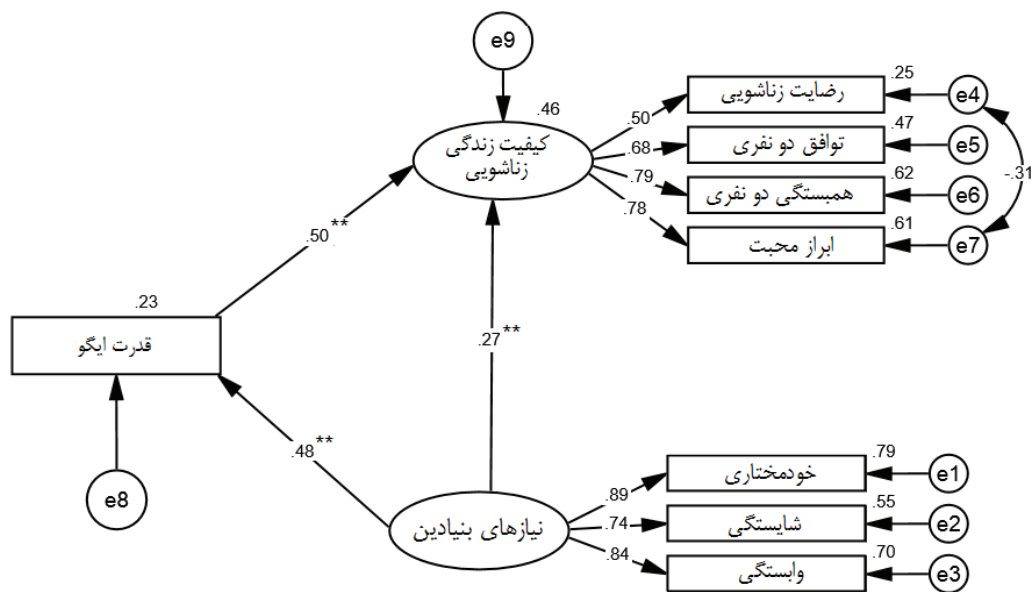 e9
.46
کیفیت زندگی
زناشویی
.25
رضایت زناشویی
e4
.50
.47
توافق دو نفری
e5
.68
.62
همبستگی دو نفری
e6
.79
-.31
.78
.61
ابراز محبت
e7
.50**
.23
قدرت ایگو
.27**
.48**
e8
نیازهای بنیادین
.79
خودمختاری
e1
.89
.55
شایستگی
e2
.74
.70
وابستگی
e3
.84